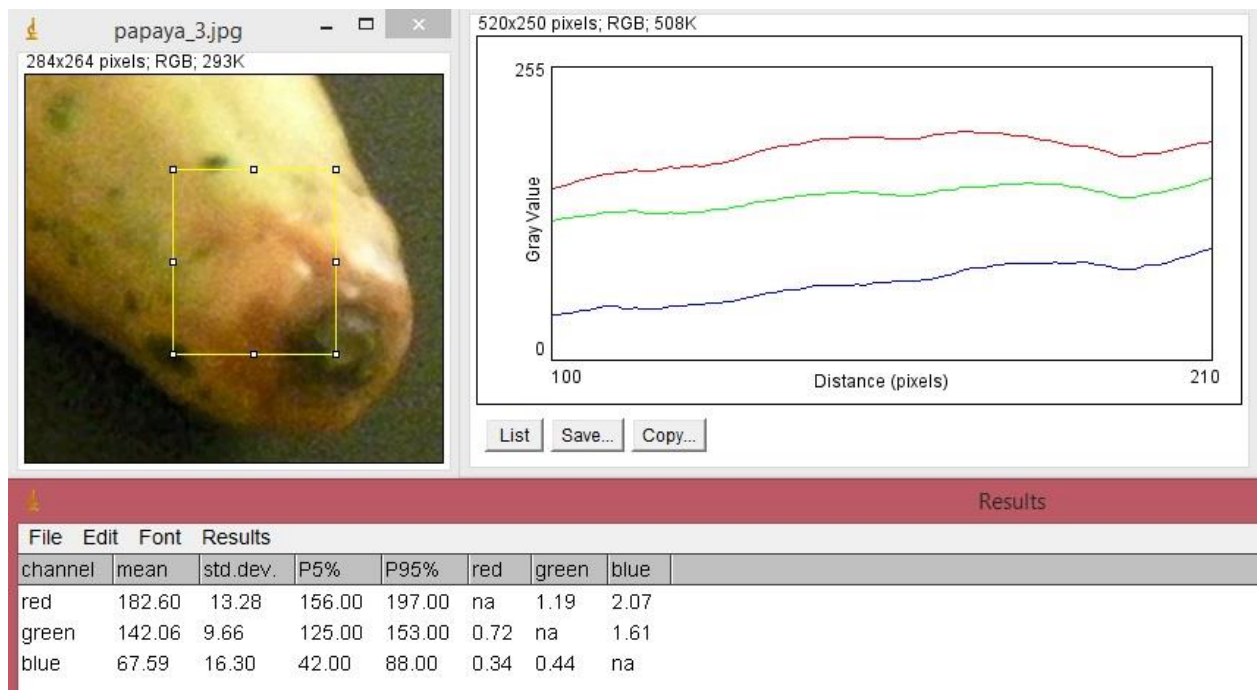 papaya_3.jpg
284x264 pixels; RGB; 293K
520x250 pixels; RGB; 508K
255
Gray Value
0
100
Distance (pixels)
210
List Save... Copy...
Results
File Edit Font Results
channel mean std.dev. P5% P95% red green blue
red 182.60 13.28 156.00 197.00 na 1.19 2.07
green 142.06 9.66 125.00 153.00 0.72 na 1.61
blue 67.59 16.30 42.00 88.00 0.34 0.44 na